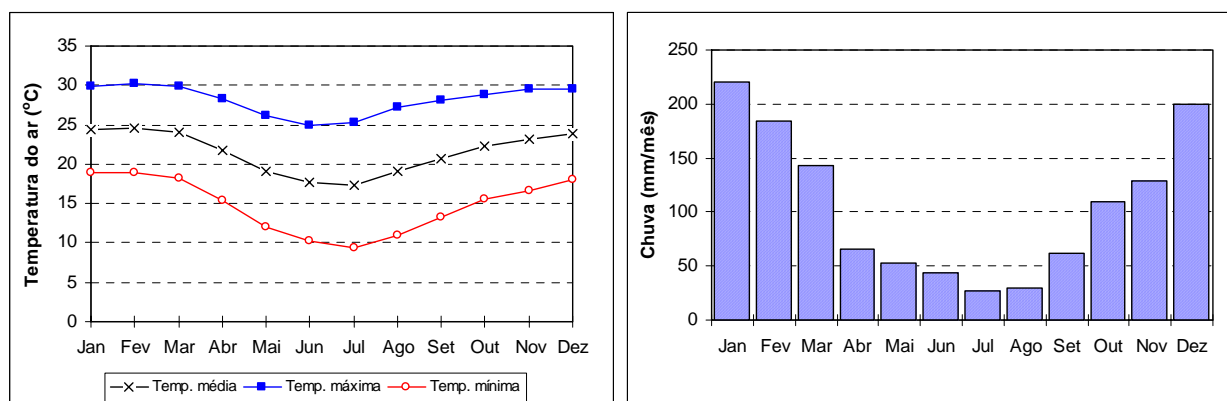 35
30
25
20
15
10
5
0
Temperatura do ar (°C)
Jan Fev Mar Abr Mai Jun Jul Ago Set Out Nov Dez
Temp. média Temp. máxima Temp. mínima
250
200
150
100
50
0
Chuva (mm/mês)
Jan Fev Mar Abr Mai Jun Jul Ago Set Out Nov Dez